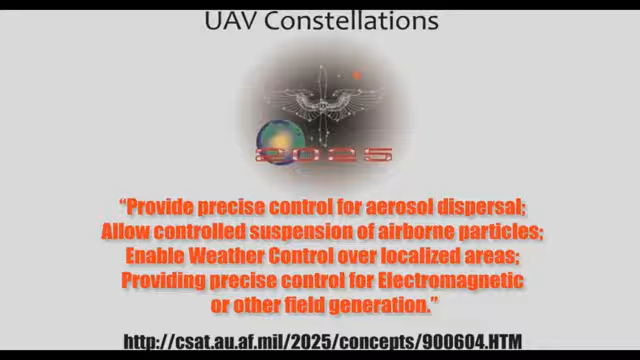 UAV Constellations
2025
“Provide precise control for aerosol dispersal;
Allow controlled suspension of airborne particles;
Enable Weather Control over localized areas;
Providing precise control for Electromagnetic
or other field generation.”
http://csat.au.af.mil/2025/concepts/900604.HTM